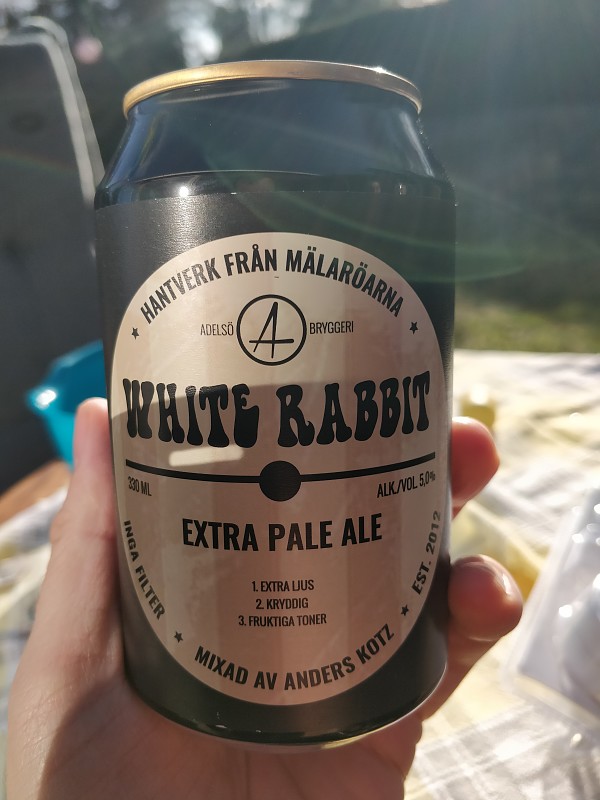 HANTVERK FRÅN MÄLARÖARNA
ADELSÖ A BRYGGERI
WHITE RABBIT
330 ML
ALK./VOL 5,0%
EXTRA PALE ALE
1. EXTRA LJUS
2. KRYDDIG
3. FRUKTIGA TONER
INGA FILTER
MIXAD AV ANDERS KOTZ
EST. 2012